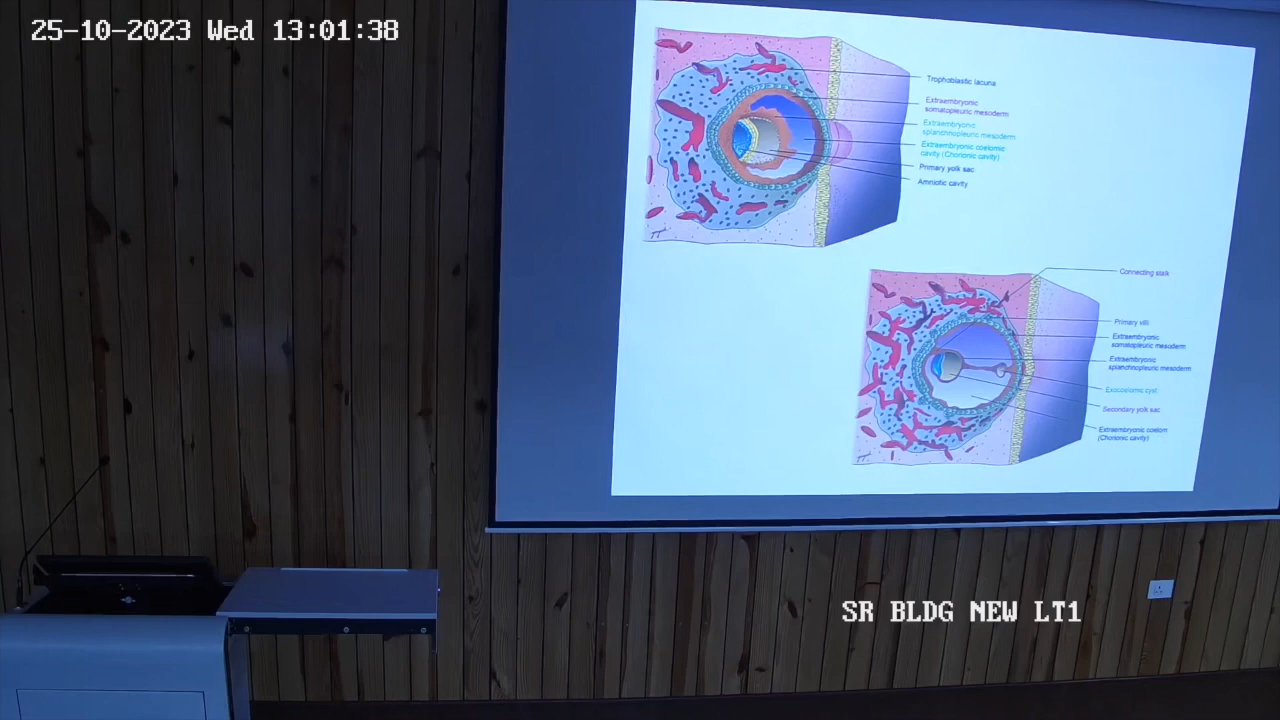 25-10-2023 Wed 13:01:38
Trophoblastic lacuna
Extraembryonic
somatopleuric mesoderm
Extraembryonic
splanchnopleuric mesoderm
Extraembryonic coelomic
cavity (Chorionic cavity)
Primary yolk sac
Amniotic cavity
Connecting stalk
Primary villi
Extraembryonic
somatopleuric mesoderm
Extraembryonic
splanchnopleuric mesoderm
Exocoelomic cyst
Secondary yolk sac
Extraembryonic coelom
(Chorionic cavity)
SR BLDG NEW LT1